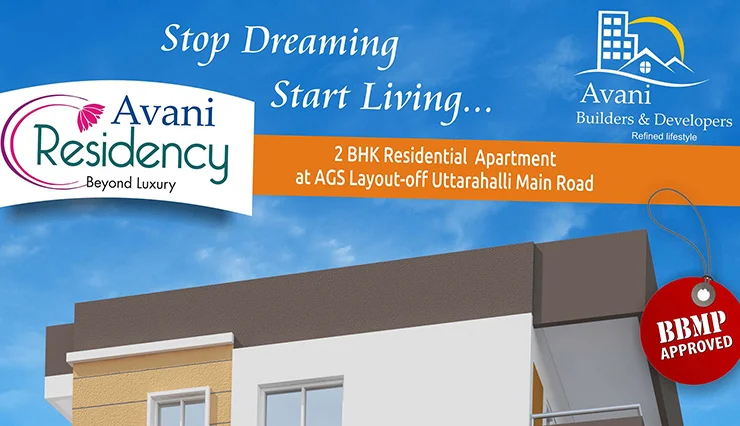 Stop Dreaming
Start Living...
Avani
Builders & Developers
Refined lifestyle
Avani
Residency
Beyond Luxury
2 BHK Residential Apartment
at AGS Layout-off Uttarahalli Main Road
BBMP
APPROVED